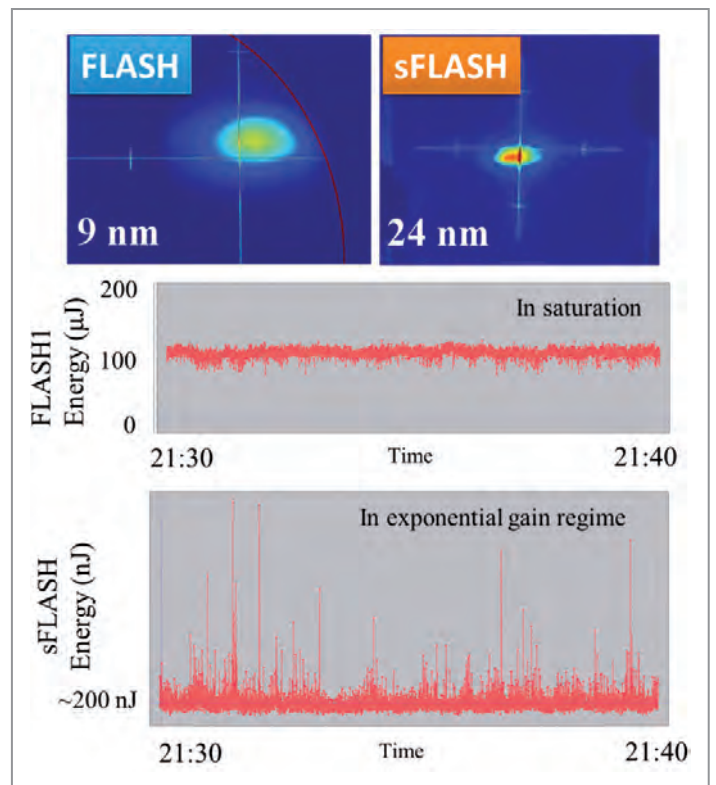 FLASH
sFLASH
9 nm
24 nm
FLASH1
Energy (μJ)
200
100
0
In saturation
21:30
Time
21:40
sFLASH
Energy (nJ)
~200 nJ
In exponential gain regime
21:30
Time
21:40